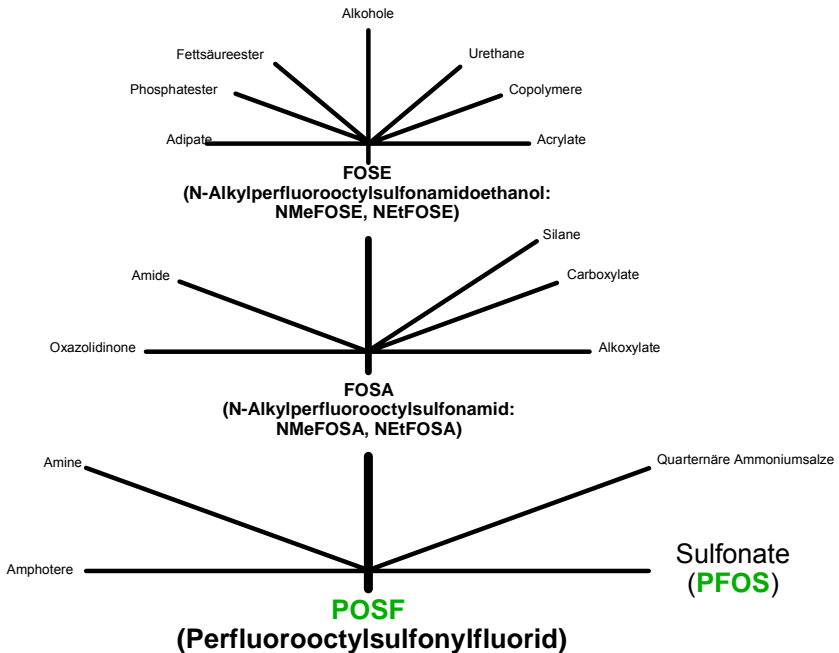 Alkohole
Fettsäureester
Urethane
Phosphatester
Copolymere
Adipate
Acrylate
FOSE
(N-Alkylperfluorooctylsulfonamidoethanol:
NMeFOSE, NEtFOSE)
Silane
Amide
Carboxylate
Oxazolidinone
Alkoxylate
FOSA
(N-Alkylperfluorooctylsulfonamid:
NMeFOSA, NEtFOSA)
Amine
Quarternäre Ammoniumsalze
Amphotere
Sulfonate
(PFOS)
POSF
(Perfluorooctylsulfonylfluorid)